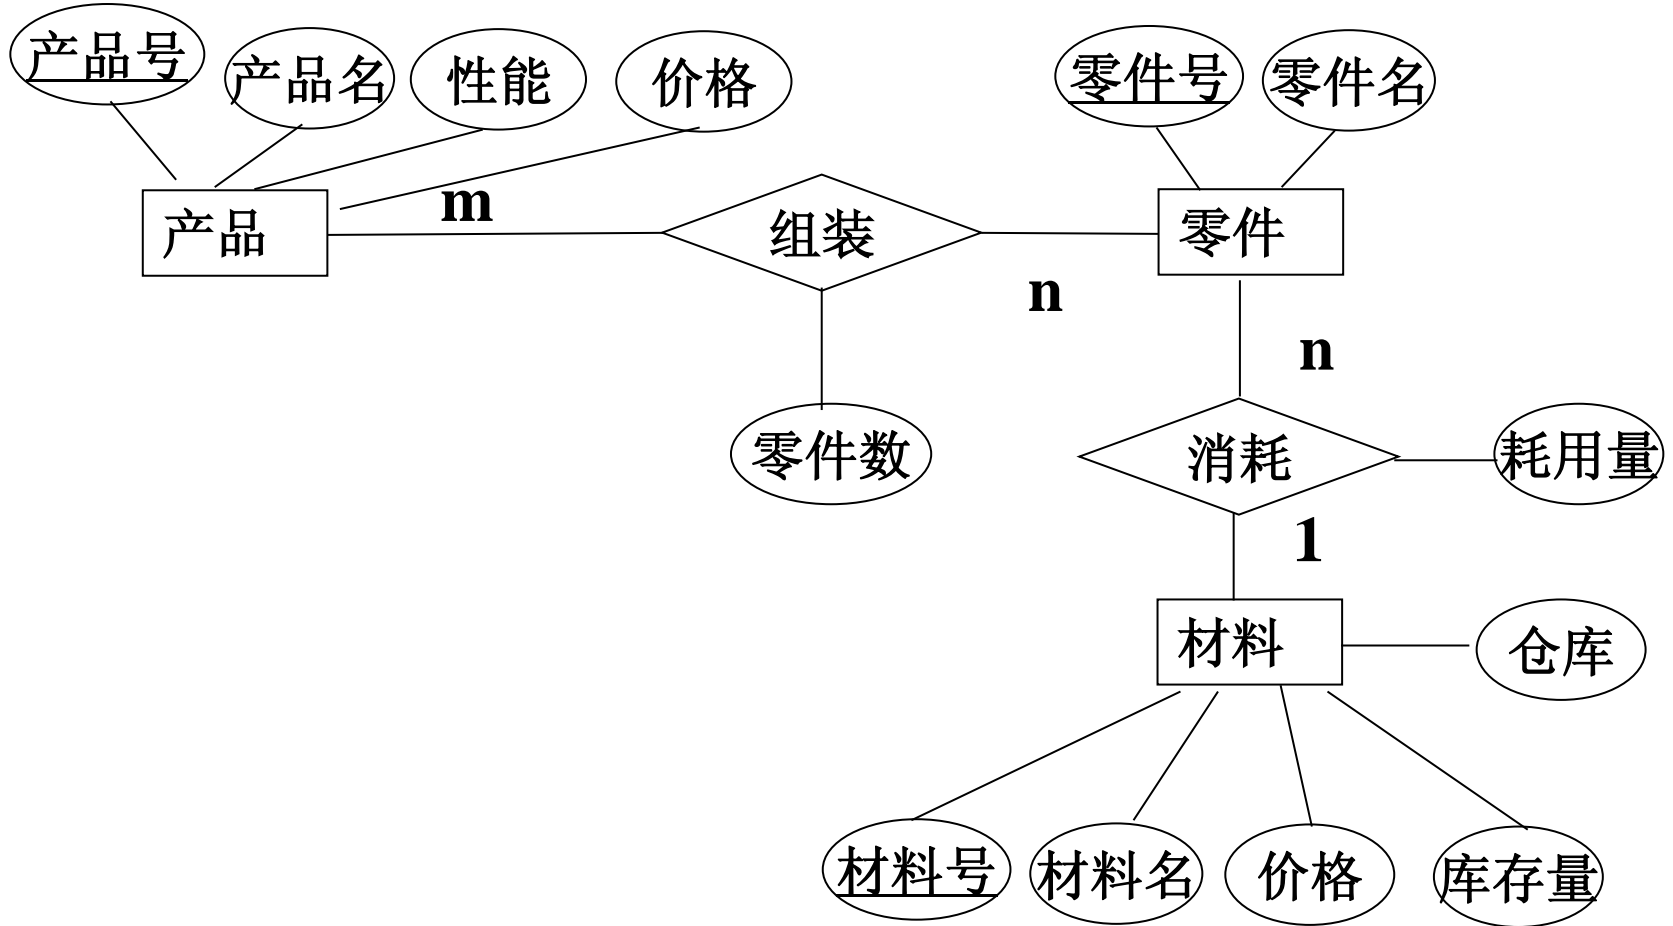 产品号
产品名
性能
价格
零件号
零件名
产品
m
组装
零件
n
n
零件数
消耗
耗用量
1
材料
仓库
材料号
材料名
价格
库存量